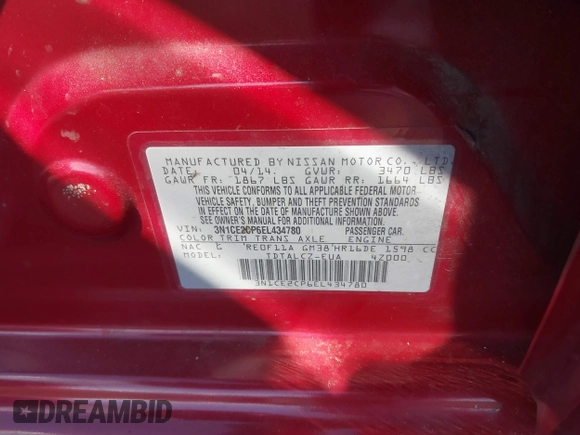 MANUFACTURED BY NISSAN MOTOR CO., LTD.
DATE: 04/14. GVWR: 3470 LBS
GAWR FR: 1867 LBS GAWR RR: 1664 LBS
THIS VEHICLE CONFORMS TO ALL APPLICABLE FEDERAL MOTOR
VEHICLE SAFETY, BUMPER, AND THEFT PREVENTION STANDARDS
IN EFFECT ON THE DATE OF MANUFACTURE SHOWN ABOVE.
SEE OWNER'S MANUAL FOR ADDITIONAL INFORMATION.
VIN: 3N1CE2CP6EL434780 PASSENGER CAR.
COLOR TRIM TRANS AXLE ENGINE
NAC G RE0F11A GM38 HR16DE 1598 CC
MODEL: TDTALCZ-EUA 47000
3N1CE2CP6EL434780
DREAMBID